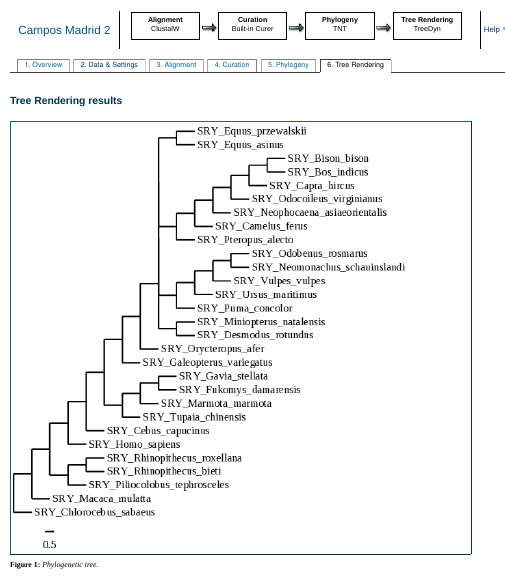 Campos Madrid 2
Alignment
ClustalW
Curation
Built-in Curer
Phylogeny
TNT
Tree Rendering
TreeDyn
Help
1. Overview
2. Data & Settings
3. Alignment
4. Curation
5. Phylogeny
6. Tree Rendering
Tree Rendering results
SRY_Equus_przewalskii
SRY_Equus_asinus
SRY_Bison_bison
SRY_Bos_indicus
SRY_Capra_hircus
SRY_Odocoileus_virginianus
SRY_Neophocaena_asiaeorientalis
SRY_Camelus_ferus
SRY_Pteropus_alecto
SRY_Odobenus_rosmarus
SRY_Neomonachus_schauinslandi
SRY_Vulpes_vulpes
SRY_Ursus_maritimus
SRY_Puma_concolor
SRY_Miniopterus_natalensis
SRY_Desmodus_rotundus
SRY_Orycteropus_afer
SRY_Galeopterus_variegatus
SRY_Gavia_stellata
SRY_Fukomys_damarensis
SRY_Marmota_marmota
SRY_Tupaia_chinensis
SRY_Cebus_capucinus
SRY_Homo_sapiens
SRY_Rhinopithecus_roxellana
SRY_Rhinopithecus_bieti
SRY_Piliocolobus_tephrosceles
SRY_Macaca_mulatta
SRY_Chlorocebus_sabaeus
0.5
Figure 1: Phylogenetic tree.